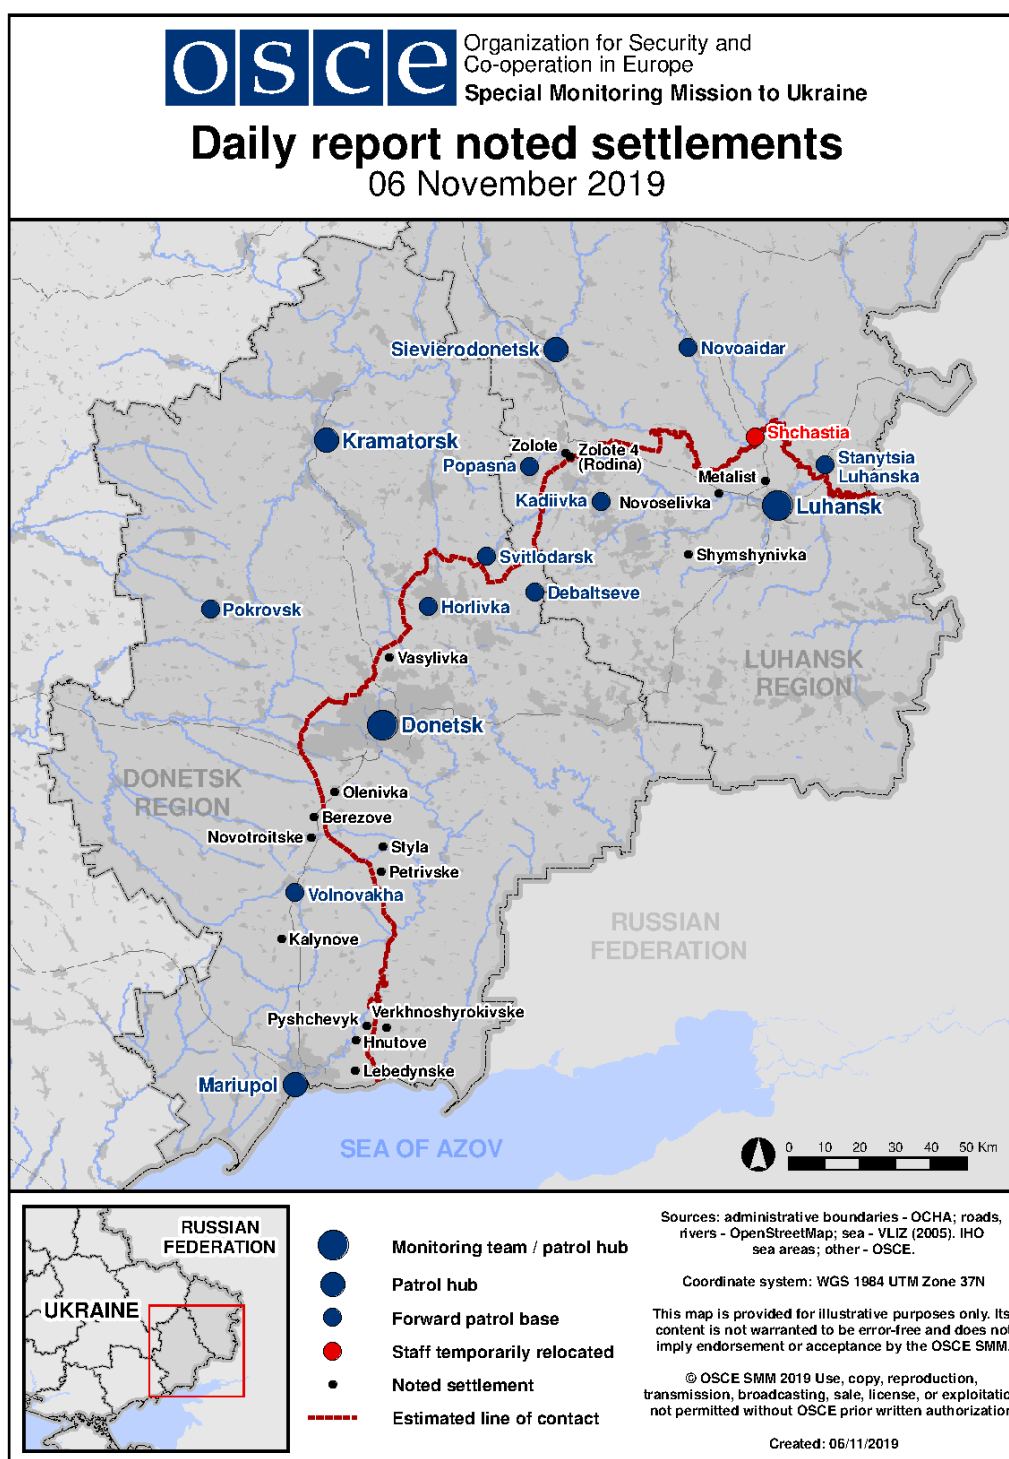 osce
Organization for Security and
Co-operation in Europe
Special Monitoring Mission to Ukraine
Daily report noted settlements
06 November 2019
Sievierodonetsk
Novoaidar
Kramatorsk
Shchastia
Zolote
Zolote 4
(Rodina)
Popasna
Stanytsia
Luhanska
Metalist
Kadiivka
Novoselivka
Luhansk
Svitlodarsk
Shymshynivka
Debaltseve
Pokrovsk
Horlivka
Vasylivka
LUHANSK
REGION
Donetsk
DONETSK
REGION
Olenivka
Berezove
Novotroitske
Styla
Petrivske
Volnovakha
RUSSIAN
FEDERATION
Kalynove
Verkhnoshyrokivske
Pyshchevyk
Hnutove
Lebedynske
Mariupol
SEA OF AZOV
0 10 20 30 40 50 Km
RUSSIAN
FEDERATION
UKRAINE
Monitoring team / patrol hub
Patrol hub
Forward patrol base
Staff temporarily relocated
Noted settlement
Estimated line of contact
Sources: administrative boundaries - OCHA; roads,
rivers - OpenStreetMap; sea - VLIZ (2005). IHO
sea areas; other - OSCE.
Coordinate system: WGS 1984 UTM Zone 37N
This map is provided for illustrative purposes only. Its
content is not warranted to be error-free and does not
imply endorsement or acceptance by the OSCE SMM.
© OSCE SMM 2019 Use, copy, reproduction,
transmission, broadcasting, sale, license, or exploitatio
not permitted without OSCE prior written authorization
Created: 06/11/2019